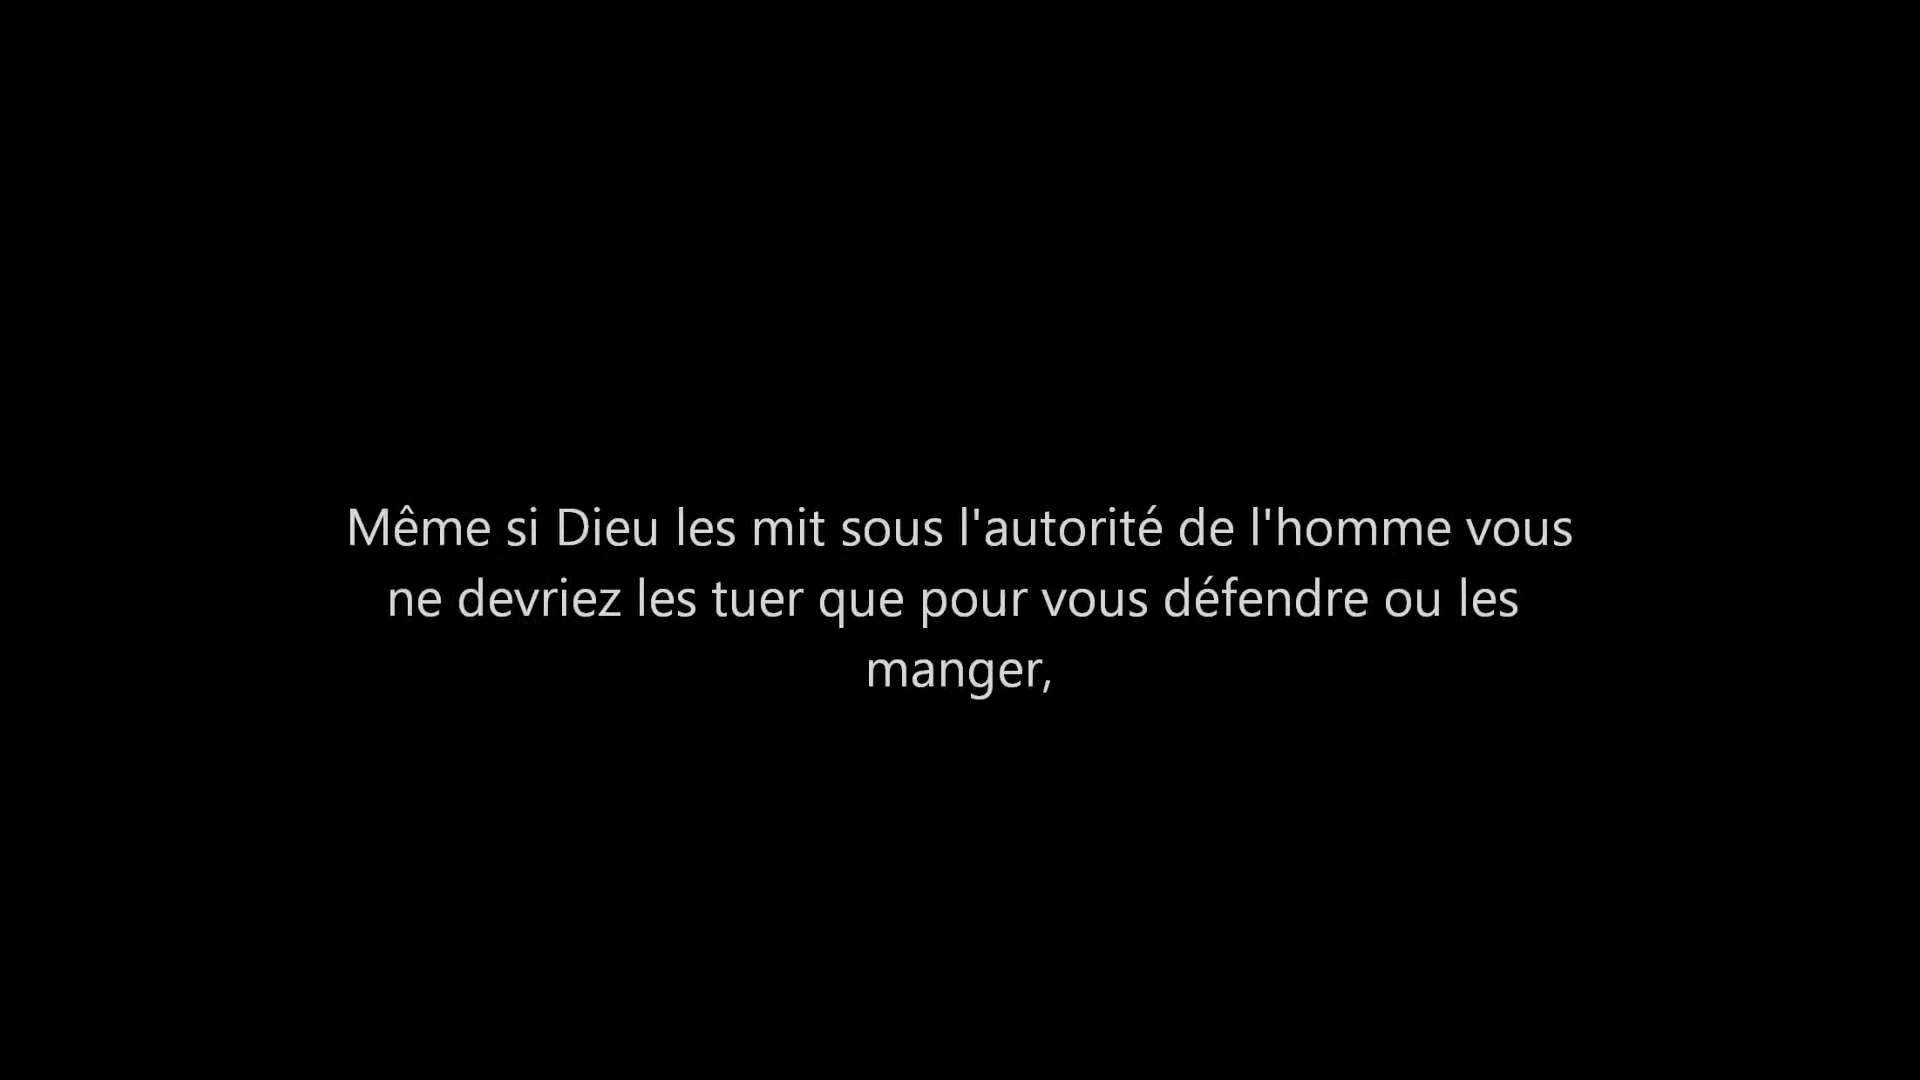 Même si Dieu les mit sous l'autorité de l'homme vous
ne devriez les tuer que pour vous défendre ou les
manger,